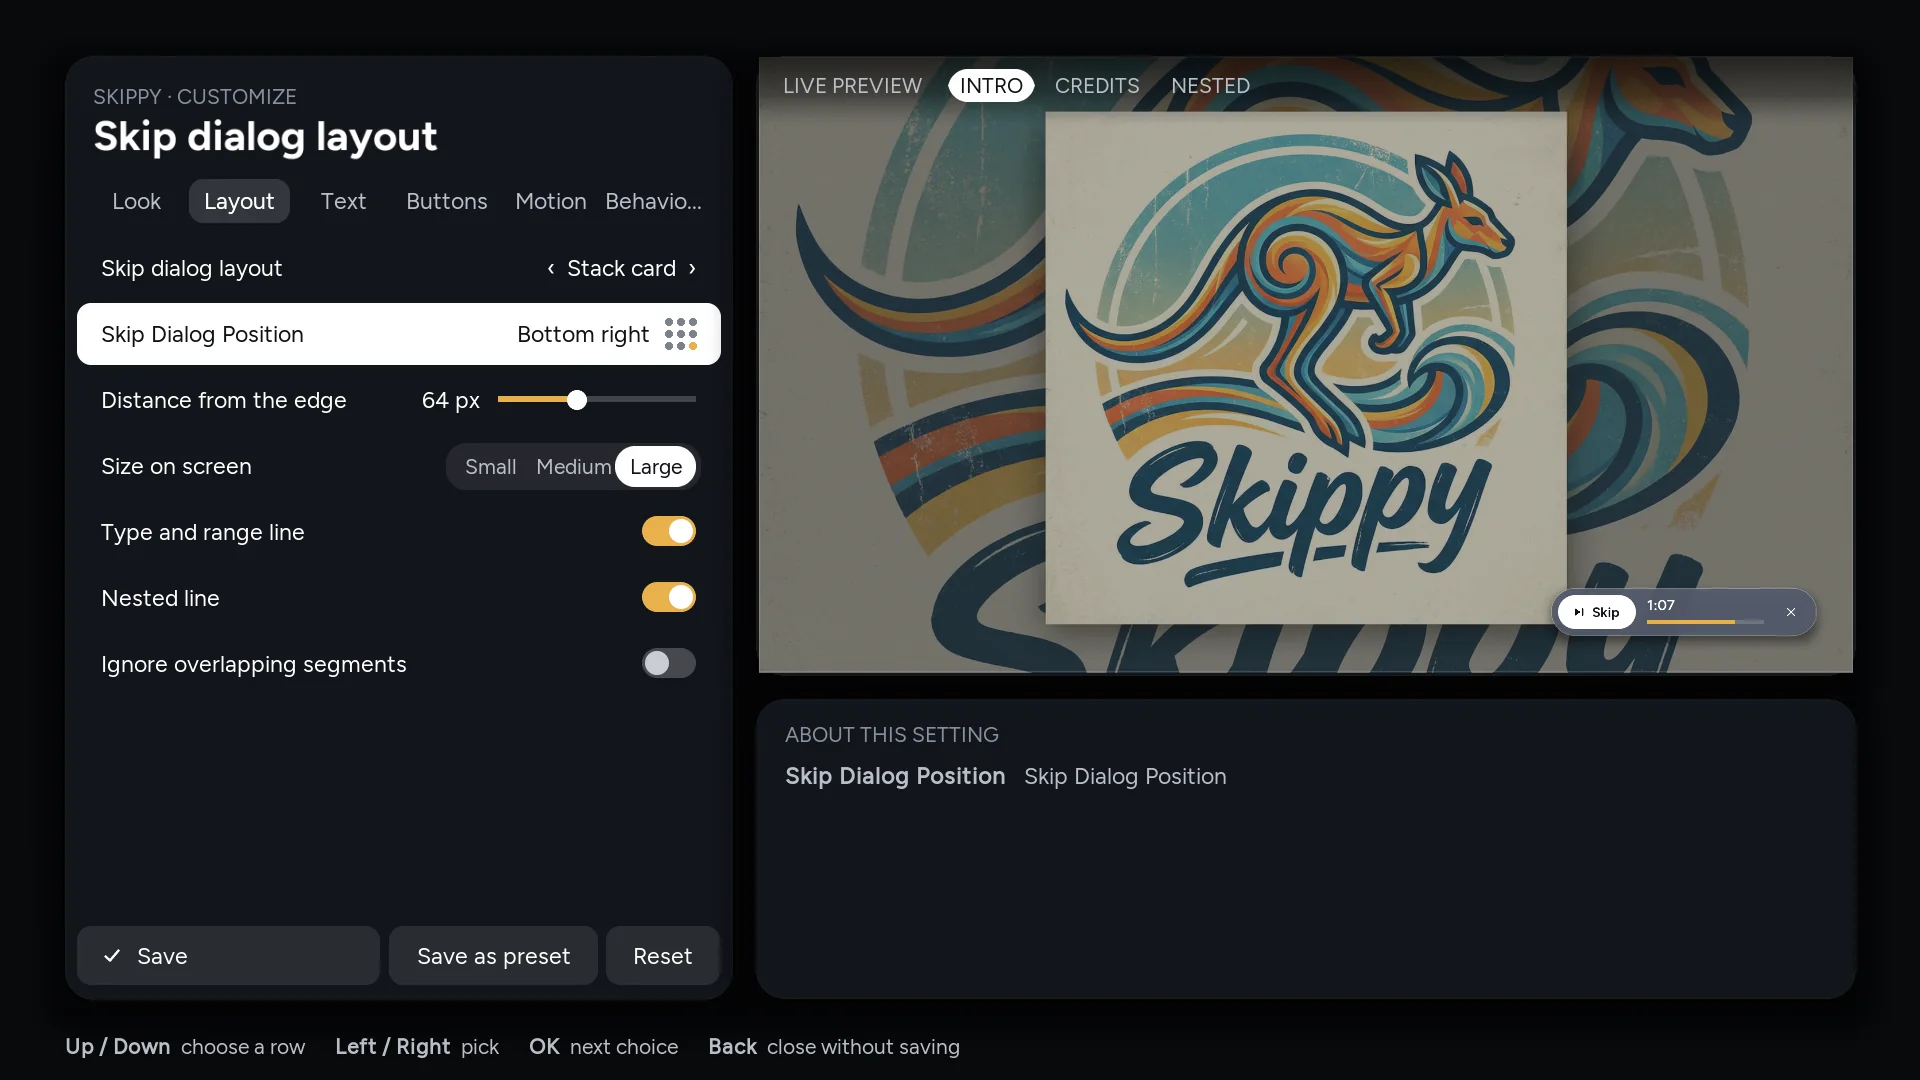 SKIPPY · CUSTOMIZE
Skip dialog layout
Look Layout Text Buttons Motion Behavio...
Skip dialog layout ‹ Stack card ›
Skip Dialog Position Bottom right
Distance from the edge 64 px
Size on screen Small Medium Large
Type and range line
Nested line
Ignore overlapping segments
Save Save as preset Reset
LIVE PREVIEW INTRO CREDITS NESTED
Skippy
Skippy
Skip 1:07
ABOUT THIS SETTING
Skip Dialog Position Skip Dialog Position
Up / Down choose a row Left / Right pick OK next choice Back close without saving